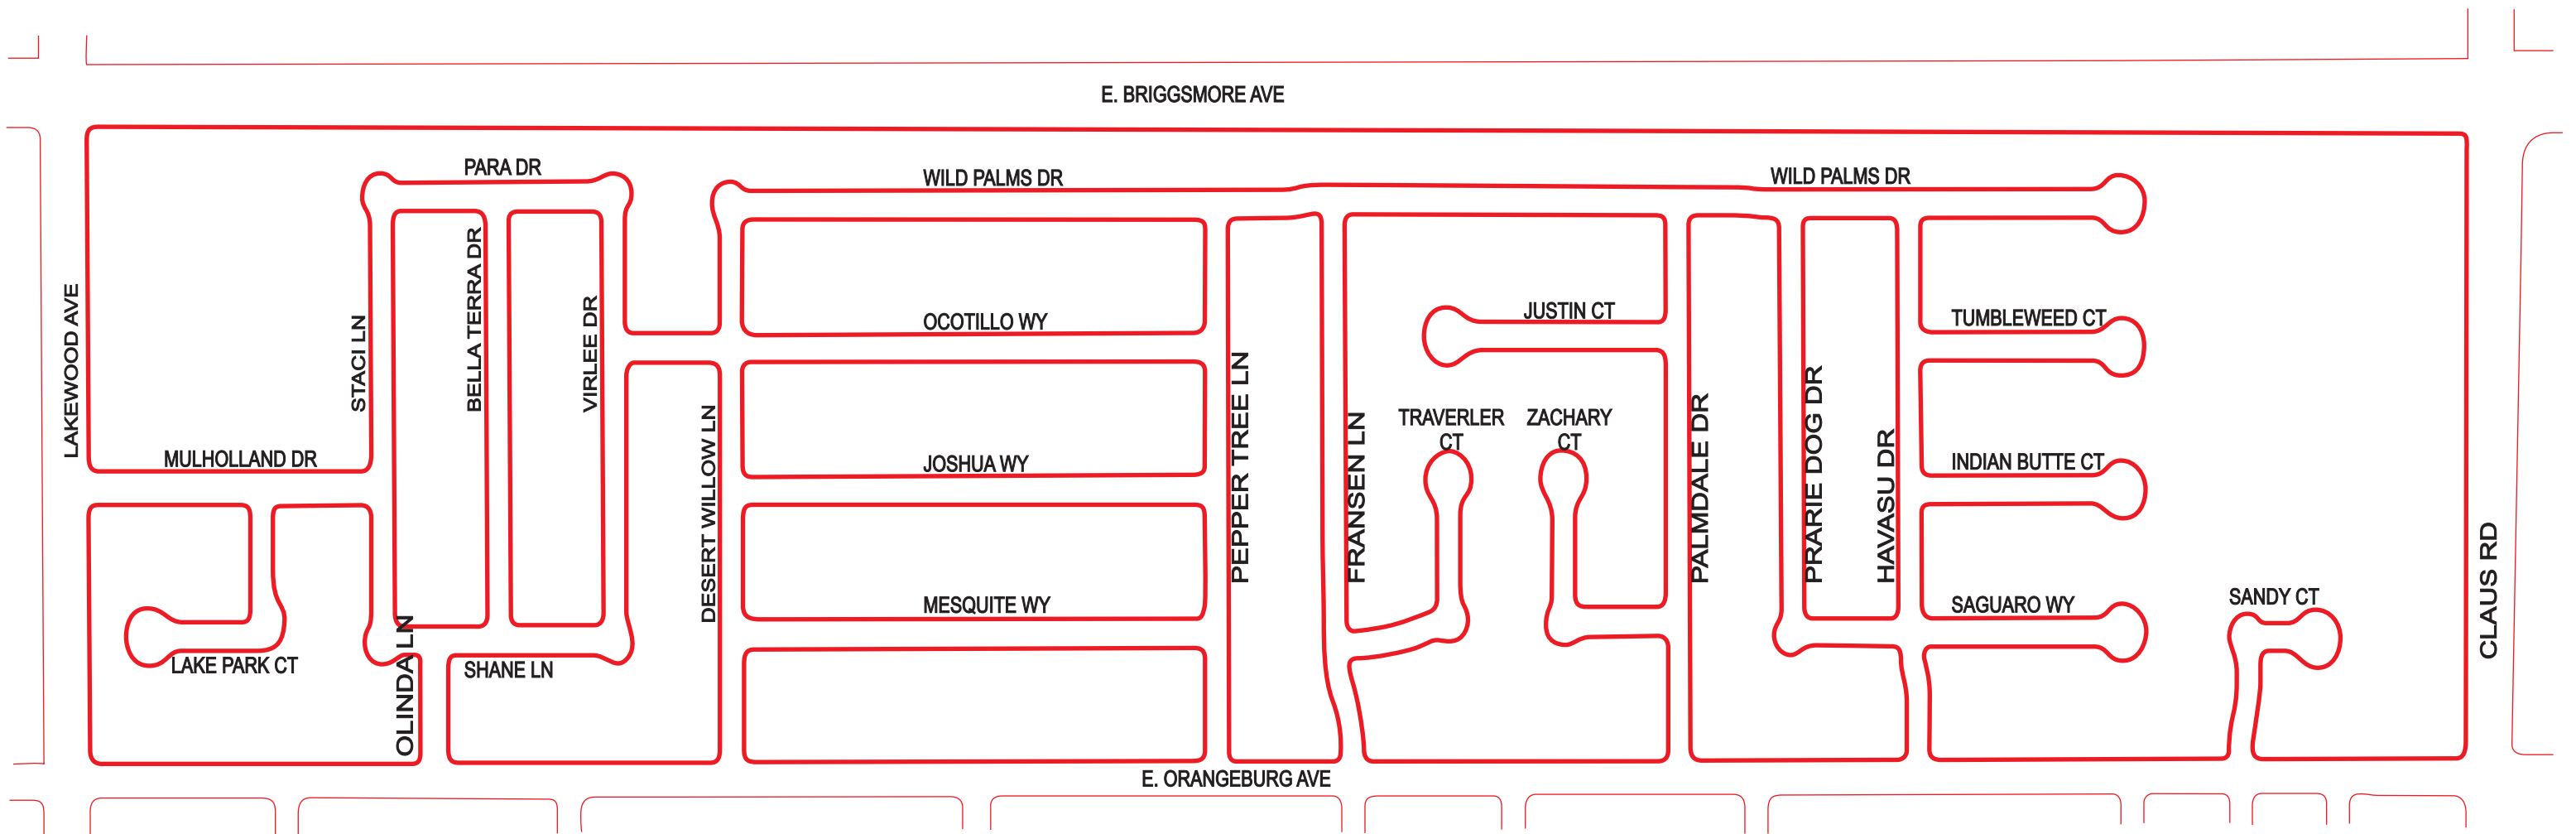 E. BRIGGSMORE AVE
PARA DR
WILD PALMS DR
WILD PALMS DR
LAKEWOOD AVE
STACI LN
BELLA TERRA DR
VIRLEE DR
DESERT WILLOW LN
OCOTILLO WY
JUSTIN CT
TUMBLEWEED CT
PEPPER TREE LN
FRANSEN LN
TRAVERLER
CT
ZACHARY
CT
PALMDALE DR
PRARIE DOG DR
HAVASU DR
MULHOLLAND DR
JOSHUA WY
INDIAN BUTTE CT
CLAUS RD
MESQUITE WY
SAGUARO WY
SANDY CT
LAKE PARK CT
OLINDA LN
SHANE LN
E. ORANGEBURG AVE